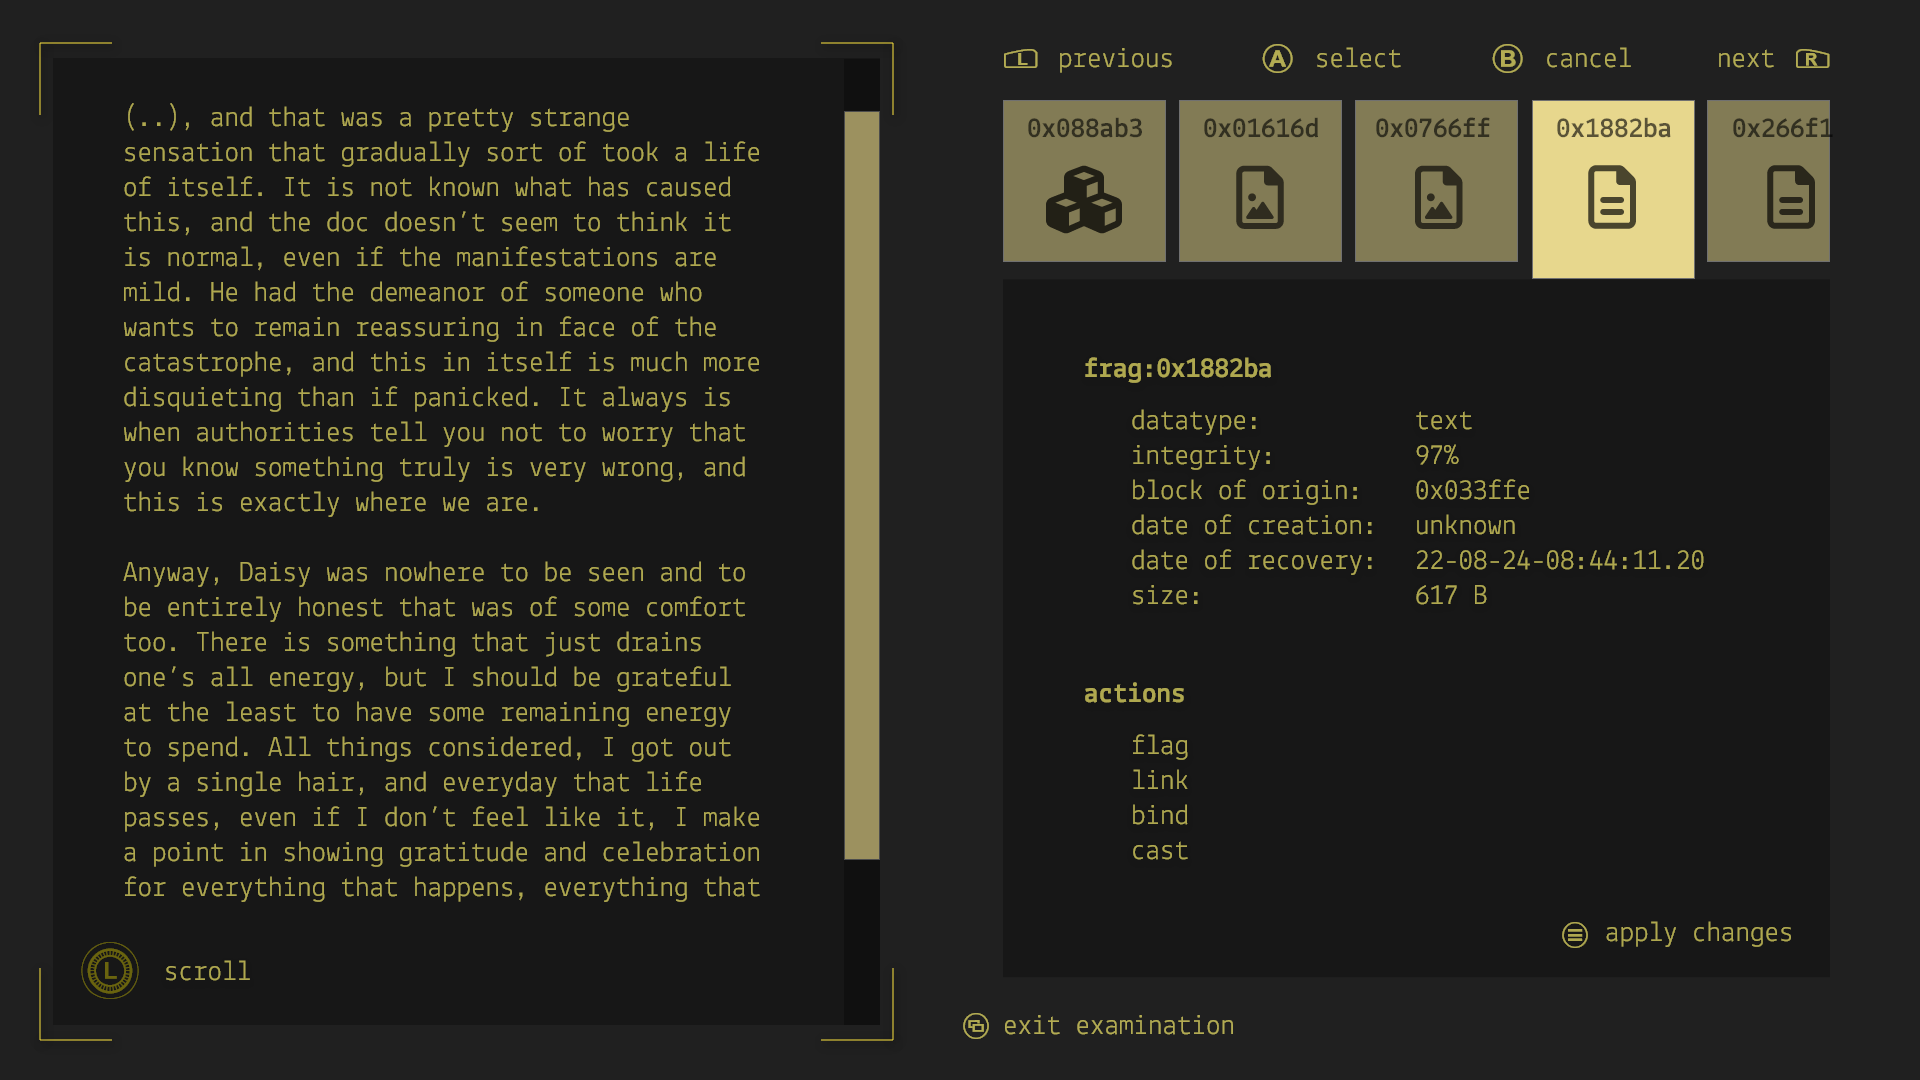 (..), and that was a pretty strange
sensation that gradually sort of took a life
of itself. It is not known what has caused
this, and the doc doesn’t seem to think it
is normal, even if the manifestations are
mild. He had the demeanor of someone who
wants to remain reassuring in face of the
catastrophe, and this in itself is much more
disquieting than if panicked. It always is
when authorities tell you not to worry that
you know something truly is very wrong, and
this is exactly where we are.
Anyway, Daisy was nowhere to be seen and to
be entirely honest that was of some comfort
too. There is something that just drains
one’s all energy, but I should be grateful
at the least to have some remaining energy
to spend. All things considered, I got out
by a single hair, and everyday that life
passes, even if I don’t feel like it, I make
a point in showing gratitude and celebration
for everything that happens, everything that
L scroll
L previous A select B cancel next R
0x088ab3 0x01616d 0x0766ff 0x1882ba 0x266f1
frag:0x1882ba
datatype: text
integrity: 97%
block of origin: 0x033ffe
date of creation: unknown
date of recovery: 22-08-24-08:44:11.20
size: 617 B
actions
flag
link
bind
cast
apply changes
exit examination